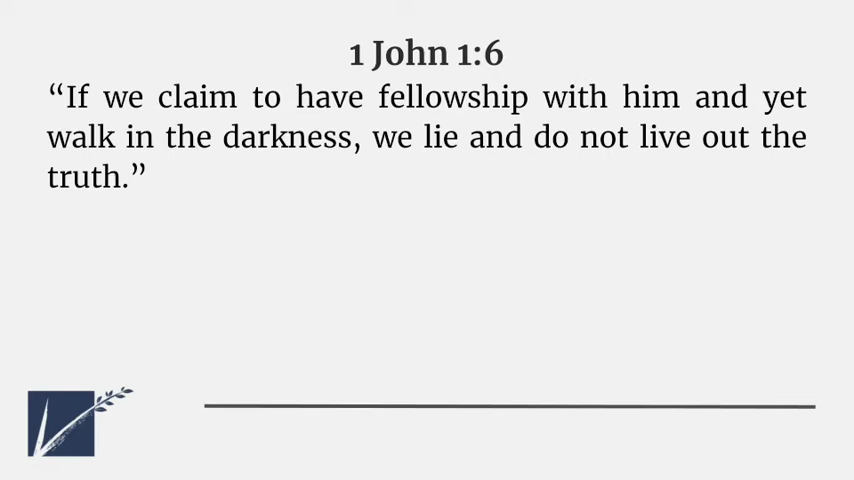 1 John 1:6
“If we claim to have fellowship with him and yet
walk in the darkness, we lie and do not live out the
truth.”